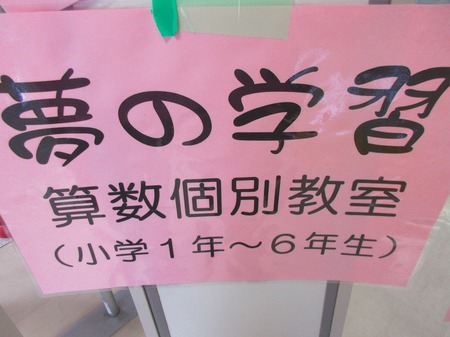 夢の学習
算数個別教室
（小学１年～６年生）